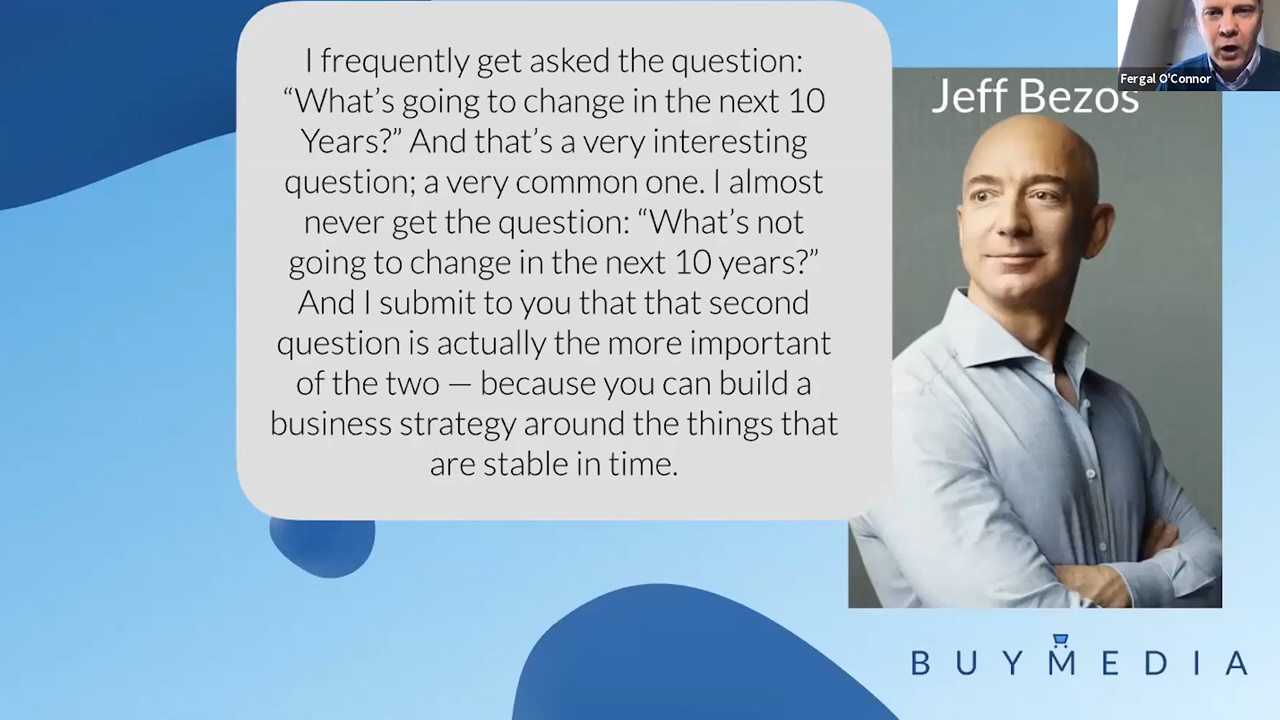 I frequently get asked the question:
“What’s going to change in the next 10
Years?” And that’s a very interesting
question; a very common one. I almost
never get the question: “What’s not
going to change in the next 10 years?”
And I submit to you that that second
question is actually the more important
of the two — because you can build a
business strategy around the things that
are stable in time.
Fergal O'Connor
Jeff Bezos
BUYMEDIA